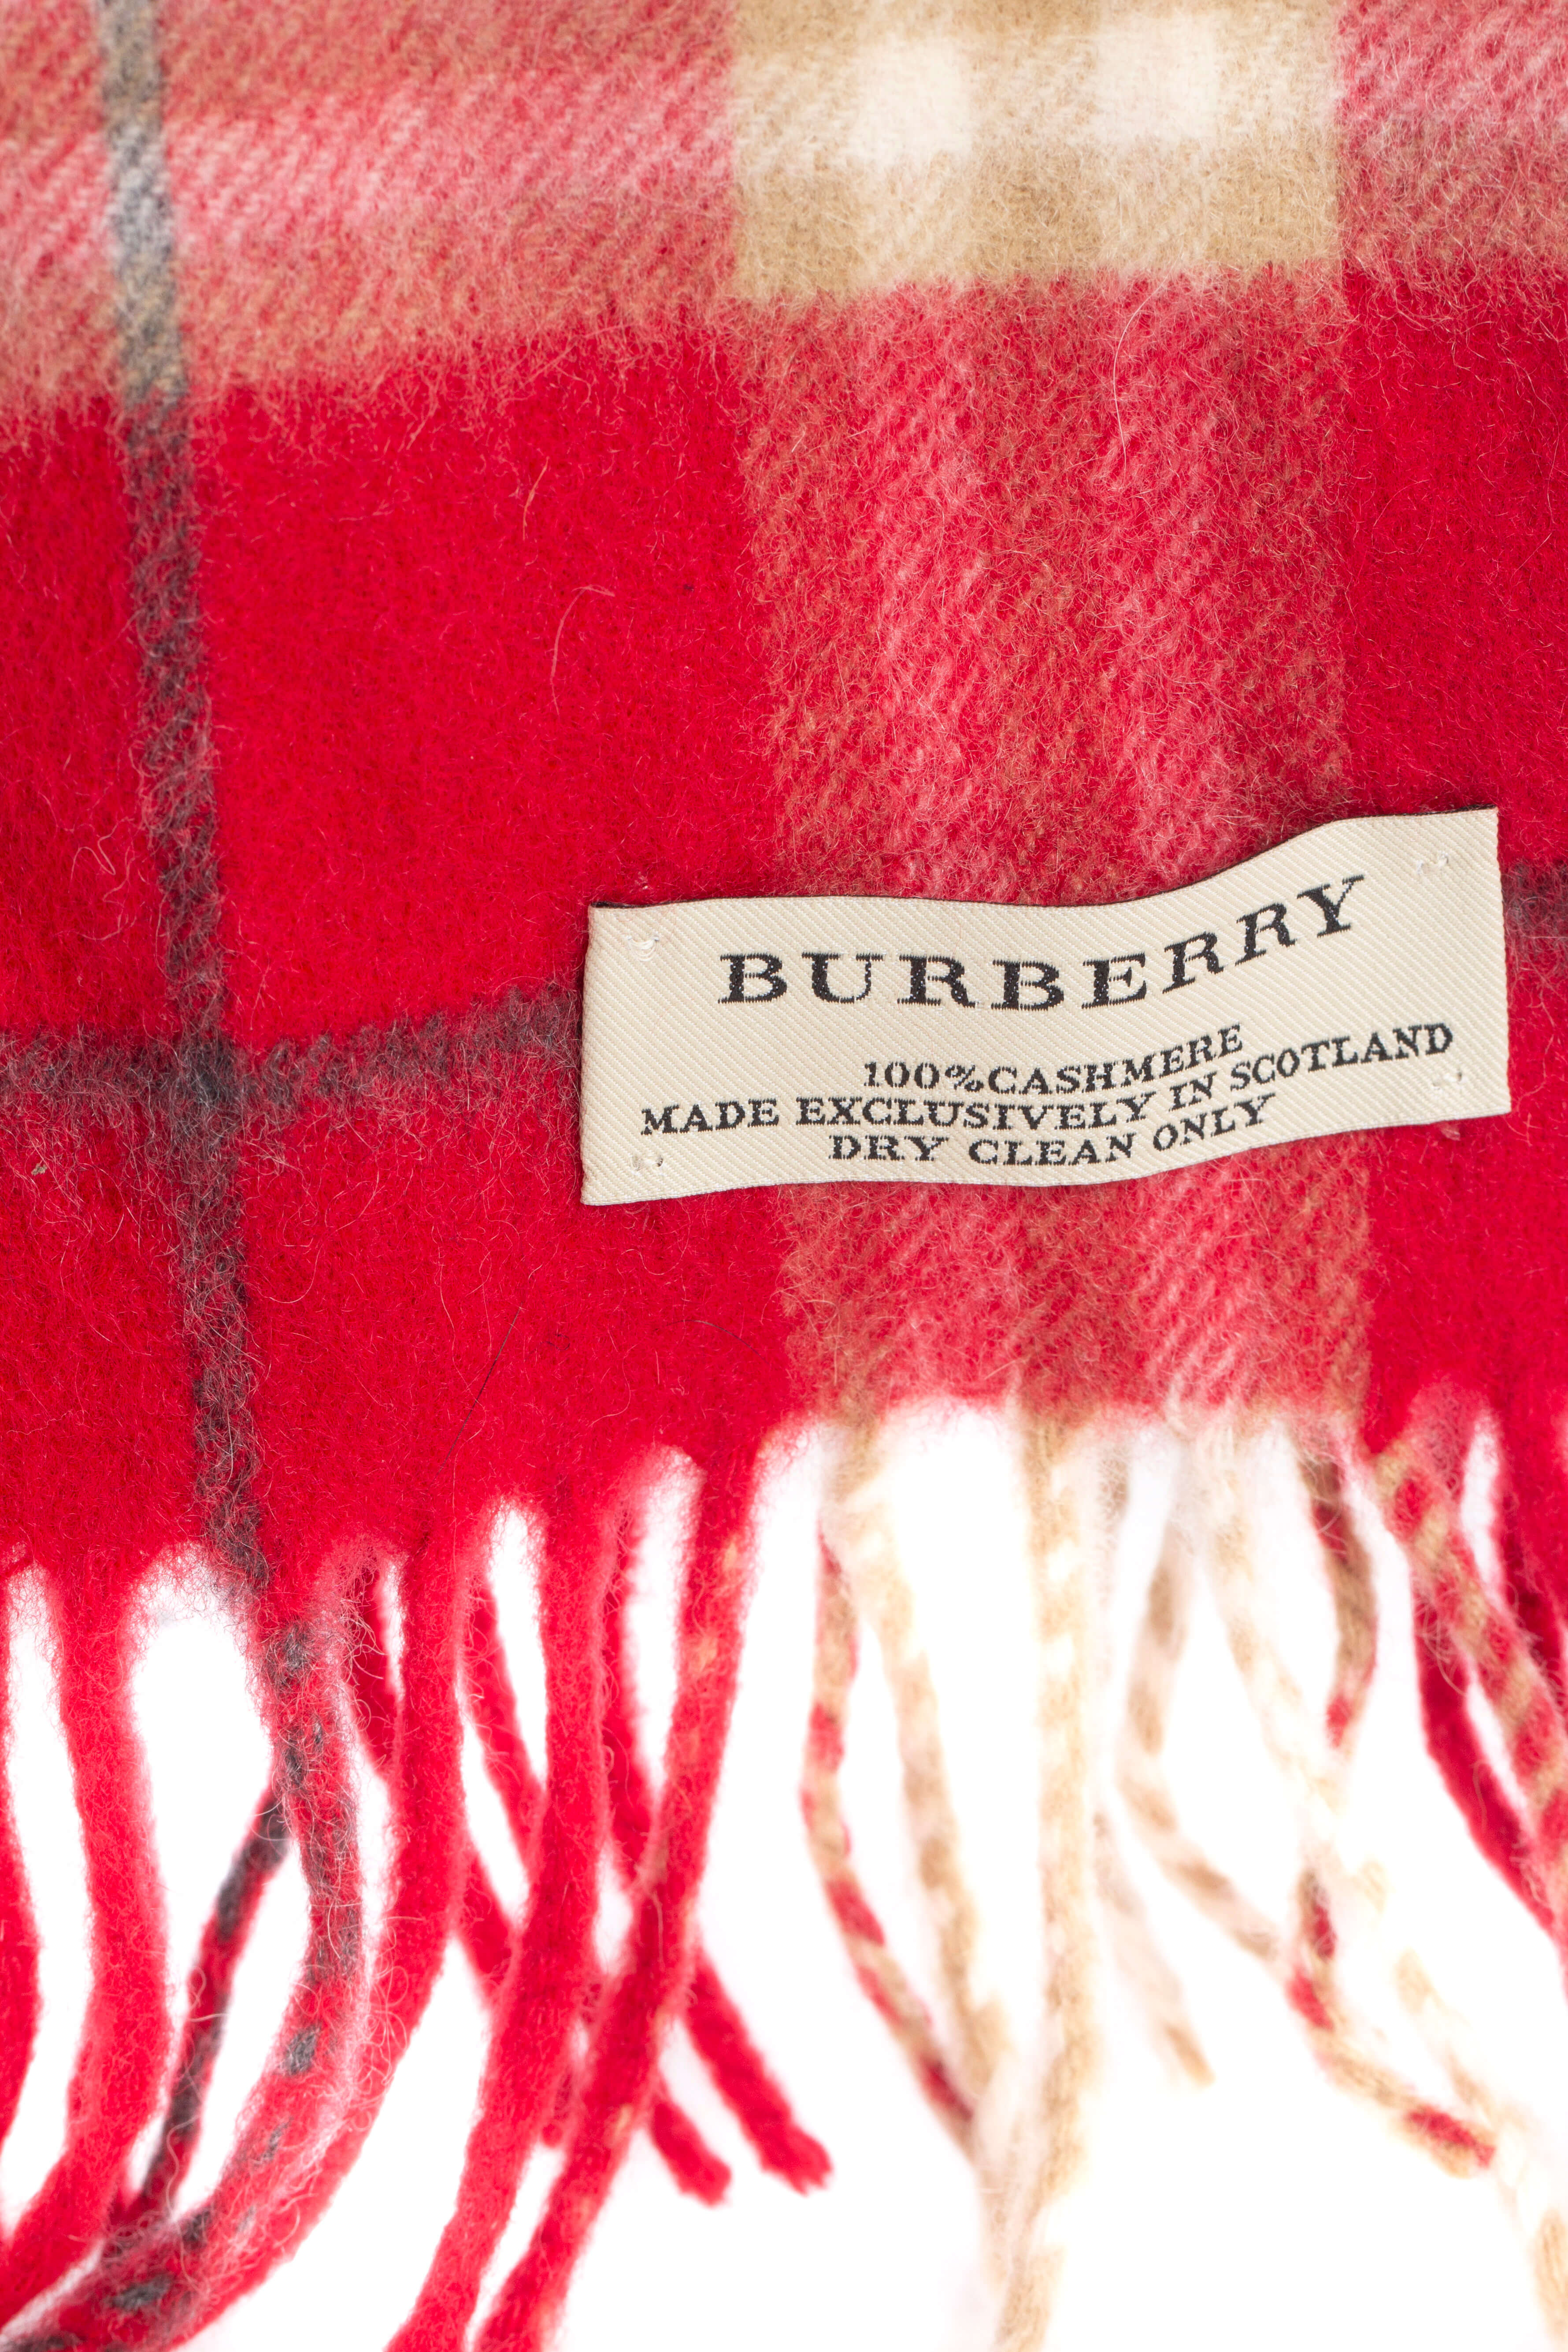 BURBERRY
100%CASHMERE
MADE EXCLUSIVELY IN SCOTLAND
DRY CLEAN ONLY